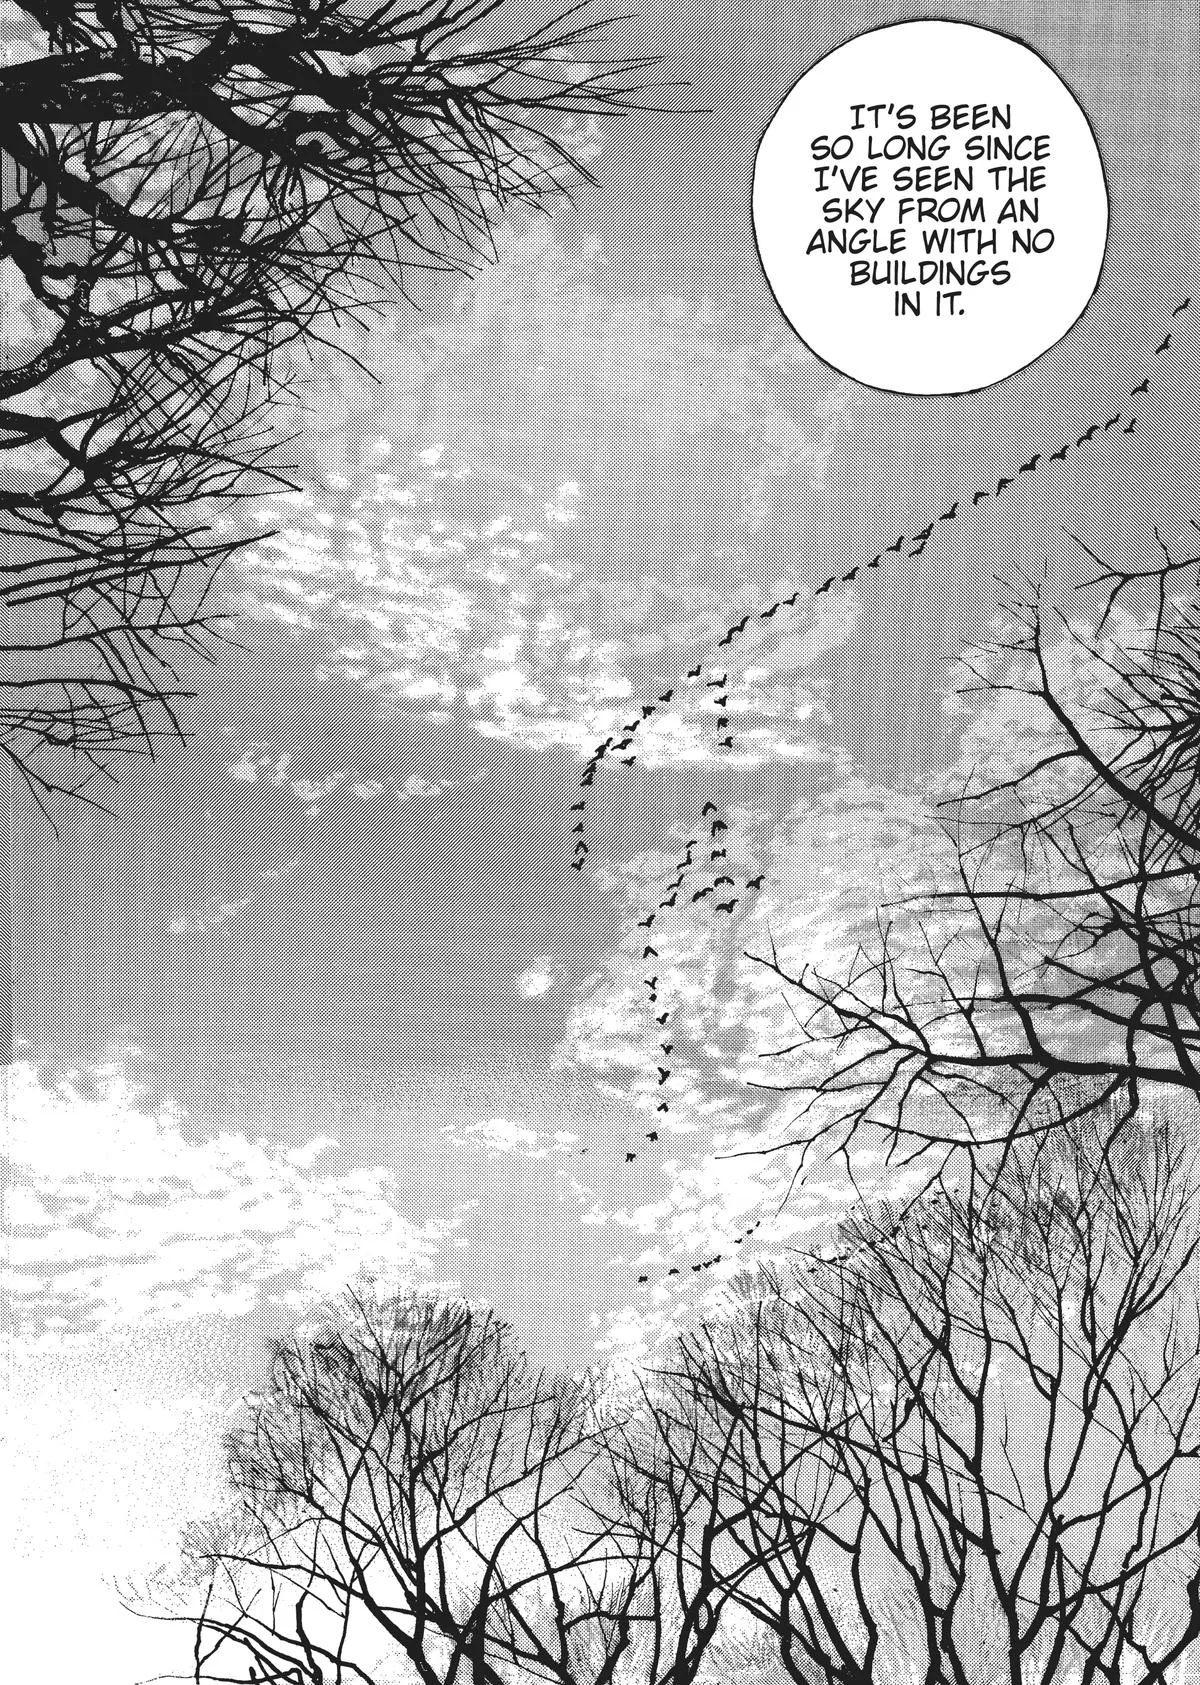 IT'S BEEN
SO LONG SINCE
I'VE SEEN THE
SKY FROM AN
ANGLE WITH NO
BUILDINGS
IN IT.